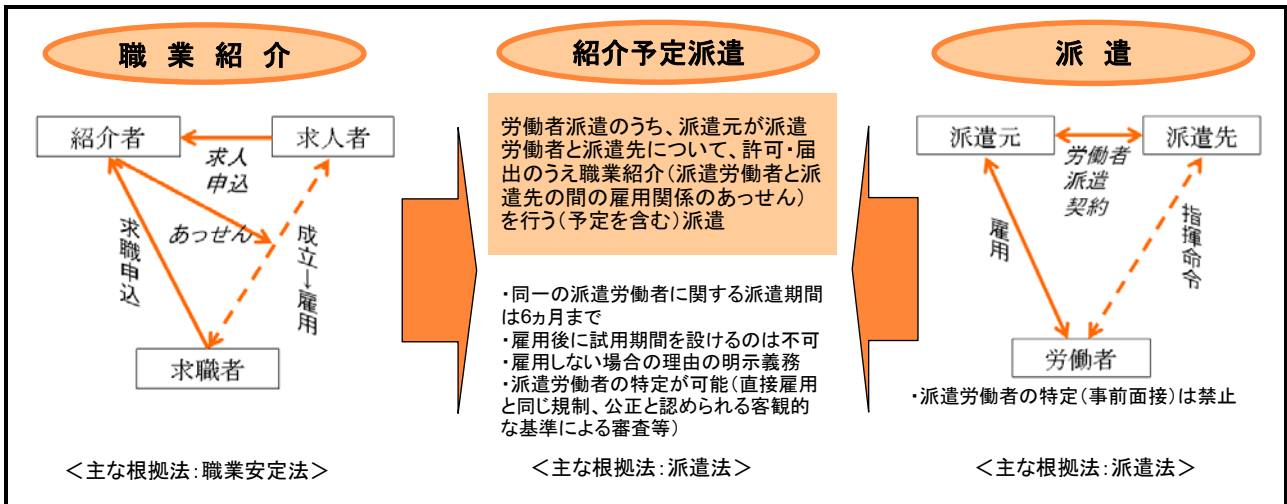 職業紹介
紹介者
求人者
求人
申込
あっせん
求職申込
成立→雇用
求職者
＜主な根拠法：職業安定法＞
紹介予定派遣
労働者派遣のうち、派遣元が派遣
労働者と派遣先について、許可・届
出のうえ職業紹介（派遣労働者と派
遣先の間の雇用関係のあっせん）
を行う（予定を含む）派遣
・同一の派遣労働者に関する派遣期間
は6ヵ月まで
・雇用後に試用期間を設けるのは不可
・雇用しない場合の理由の明示義務
・派遣労働者の特定が可能（直接雇用
と同じ規制、公正と認められる客観的
な基準による審査等）
＜主な根拠法：派遣法＞
派遣
派遣元
派遣先
労働者
派遣
契約
雇用
指揮命令
労働者
・派遣労働者の特定（事前面接）は禁止
＜主な根拠法：派遣法＞